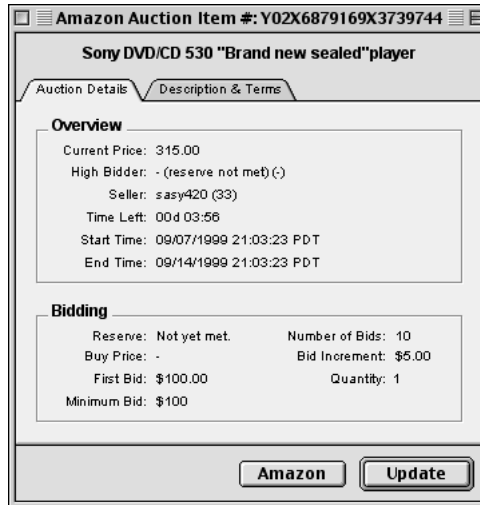 Amazon Auction Item #: Y02X6879169X3739744
Sony DVD/CD 530 "Brand new sealed"player
Auction Details Description & Terms
Overview
Current Price: 315.00
High Bidder: - (reserve not met) (-)
Seller: sasy420 (33)
Time Left: 00d 03:56
Start Time: 09/07/1999 21:03:23 PDT
End Time: 09/14/1999 21:03:23 PDT
Bidding
Reserve: Not yet met. Number of Bids: 10
Buy Price: - Bid Increment: $5.00
First Bid: $100.00 Quantity: 1
Minimum Bid: $100
Amazon Update